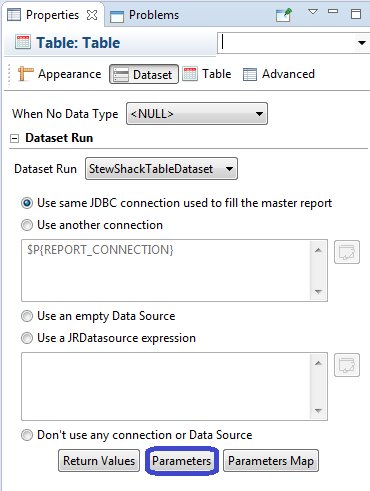 Properties Problems
Table: Table
Appearance Dataset Table Advanced
When No Data Type <NULL>
Dataset Run
Dataset Run StewShackTableDataset
Use same JDBC connection used to fill the master report
Use another connection
$P{REPORT_CONNECTION}
Use an empty Data Source
Use a JRDatasource expression
Don't use any connection or Data Source
Return Values Parameters Parameters Map